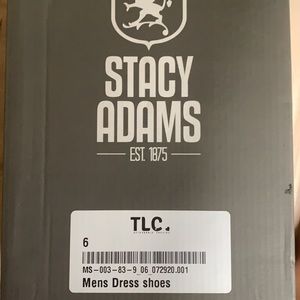 STACY
ADAMS
EST. 1875
TLC.
6
MS-003-83-9_06_072920.001
Mens Dress shoes